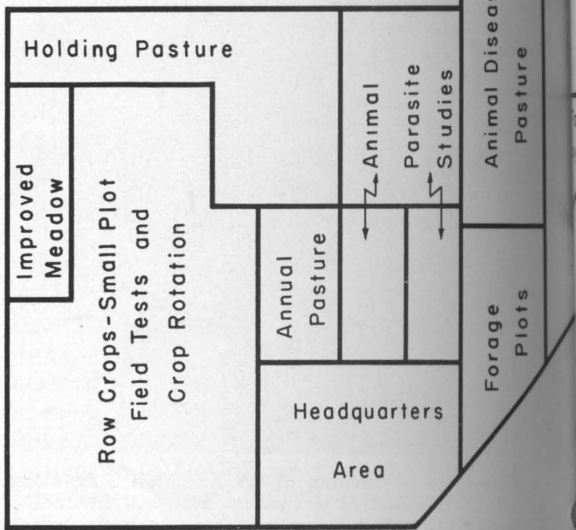 Holding Pasture
Improved
Meadow
Row Crops-Small Plot
Field Tests and
Crop Rotation
Annual
Pasture
Animal
Parasite
Studies
Animal
Pasture
Forage
Plots
Headquarters
Area